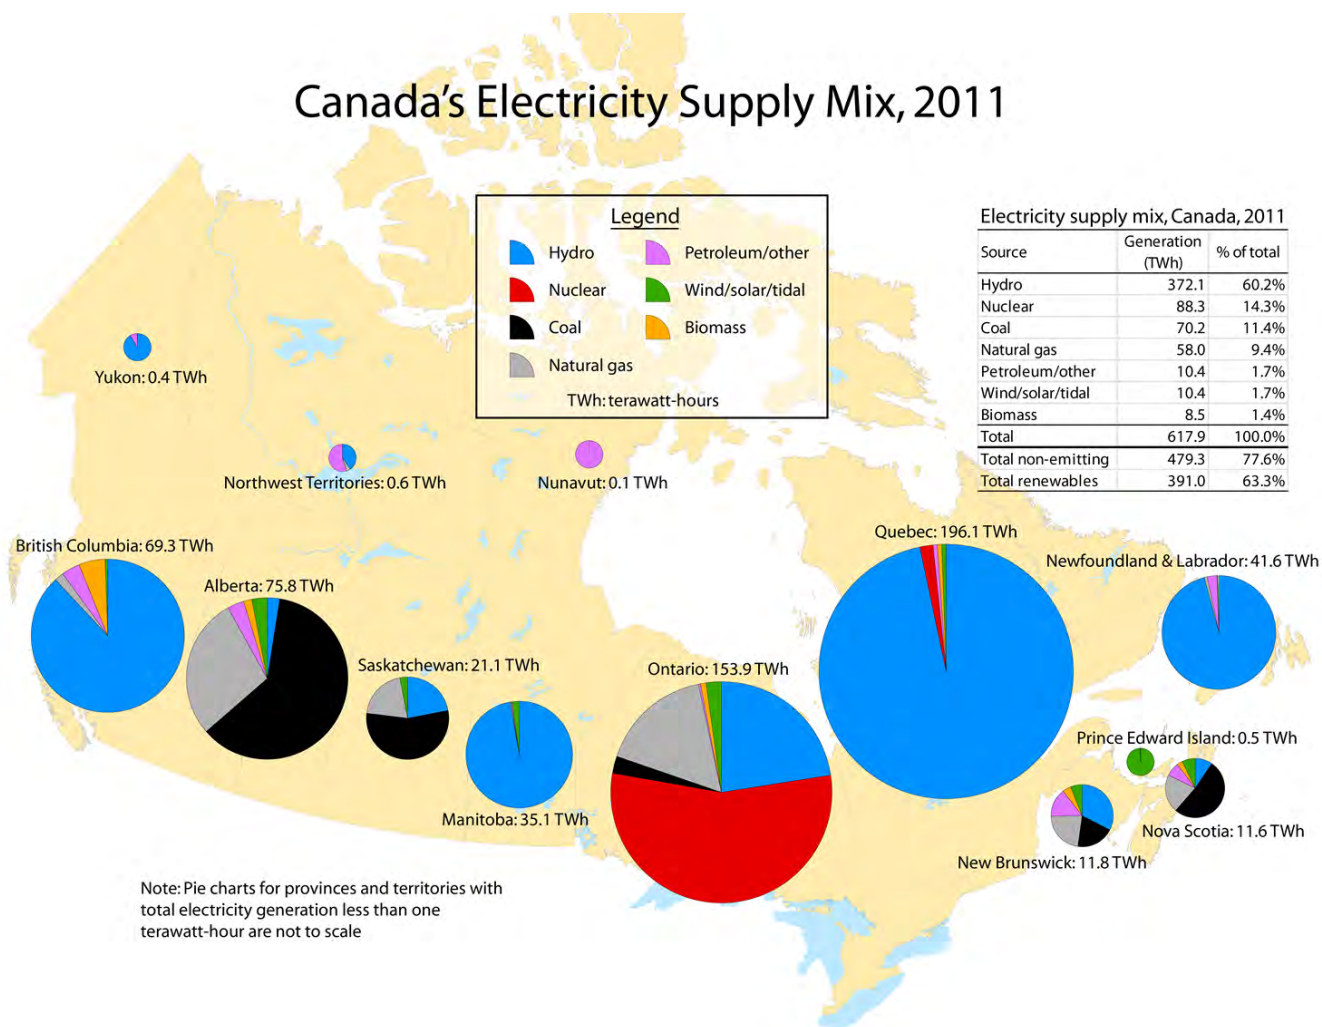 Canada's Electricity Supply Mix, 2011
Legend
Hydro
Nuclear
Coal
Natural gas
Petroleum/other
Wind/solar/tidal
Biomass
TWh: terawatt-hours
Electricity supply mix, Canada, 2011
Source Generation (TWh) % of total
Hydro 372.1 60.2%
Nuclear 88.3 14.3%
Coal 70.2 11.4%
Natural gas 58.0 9.4%
Petroleum/other 10.4 1.7%
Wind/solar/tidal 10.4 1.7%
Biomass 8.5 1.4%
Total 617.9 100.0%
Total non-emitting 479.3 77.6%
Total renewables 391.0 63.3%
Yukon: 0.4 TWh
Northwest Territories: 0.6 TWh
Nunavut: 0.1 TWh
British Columbia: 69.3 TWh
Alberta: 75.8 TWh
Saskatchewan: 21.1 TWh
Manitoba: 35.1 TWh
Ontario: 153.9 TWh
Quebec: 196.1 TWh
Newfoundland & Labrador: 41.6 TWh
Prince Edward Island: 0.5 TWh
Nova Scotia: 11.6 TWh
New Brunswick: 11.8 TWh
Note: Pie charts for provinces and territories with
total electricity generation less than one
terawatt-hour are not to scale